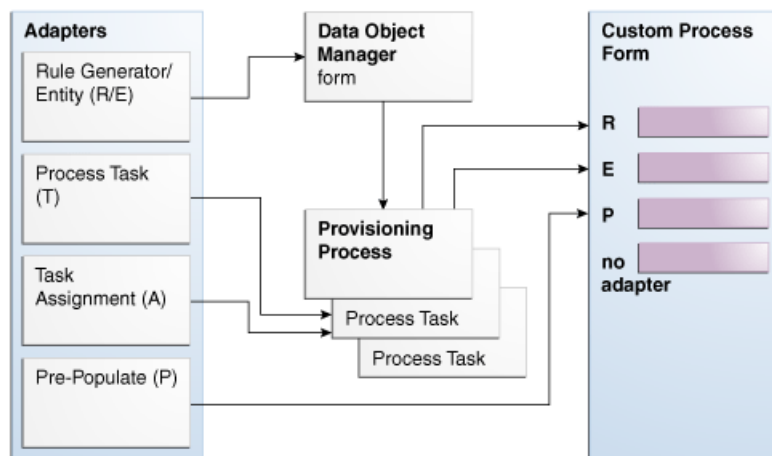 Adapters
Rule Generator/
Entity (R/E)
Process Task
(T)
Task
Assignment (A)
Pre-Populate (P)
Data Object
Manager
form
Provisioning
Process
Process Task
Process Task
Custom Process
Form
R
E
P
no
adapter